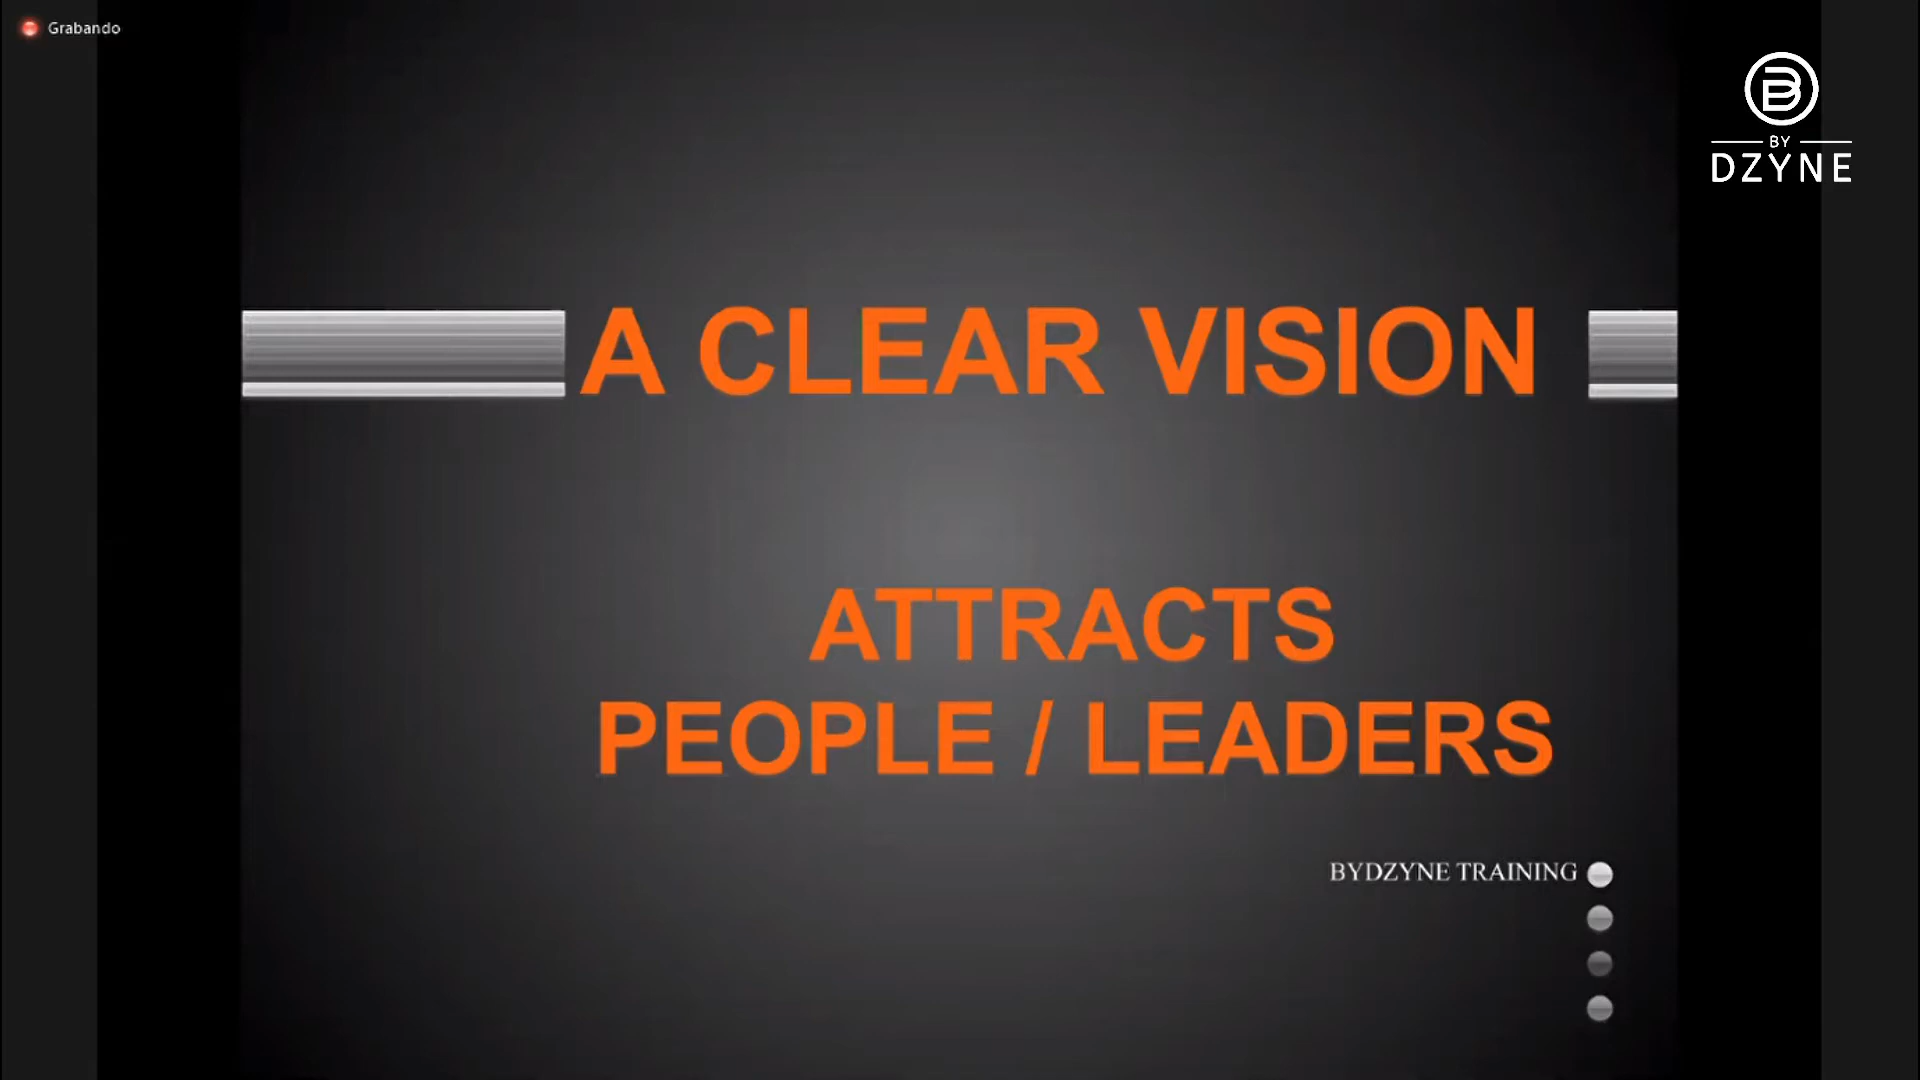 Grabando
BY
DZYNE
A CLEAR VISION
ATTRACTS
PEOPLE / LEADERS
BYDZYNE TRAINING